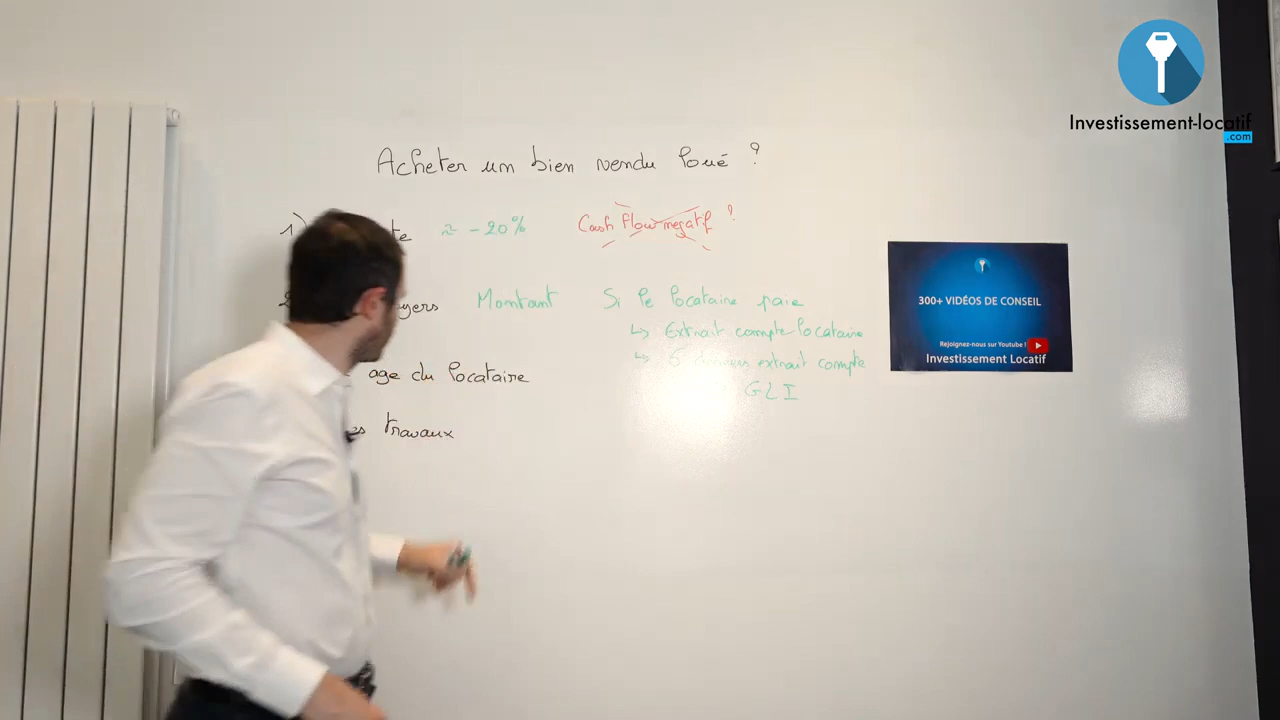 Investissement-locatif
.com
Acheter un bien vendu loué ?
1) te ≈ -20% Cash flow negatif ?
yers Montant Si le locataire paie
↳ Extrait compte locataire
↳ extrait compte
GLI
age du locataire
es travaux
300+ VIDÉOS DE CONSEIL
Rejoignez-nous sur Youtube !
Investissement Locatif